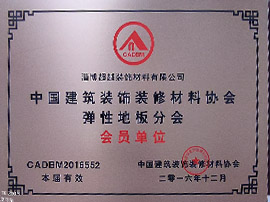 CADBM
淄博超越装饰材料有限公司
中国建筑装饰装修材料协会
弹性地板分会
会员单位
CADBM2016552
本届有效
中国建筑装饰装修材料协会
二零一六年十二月